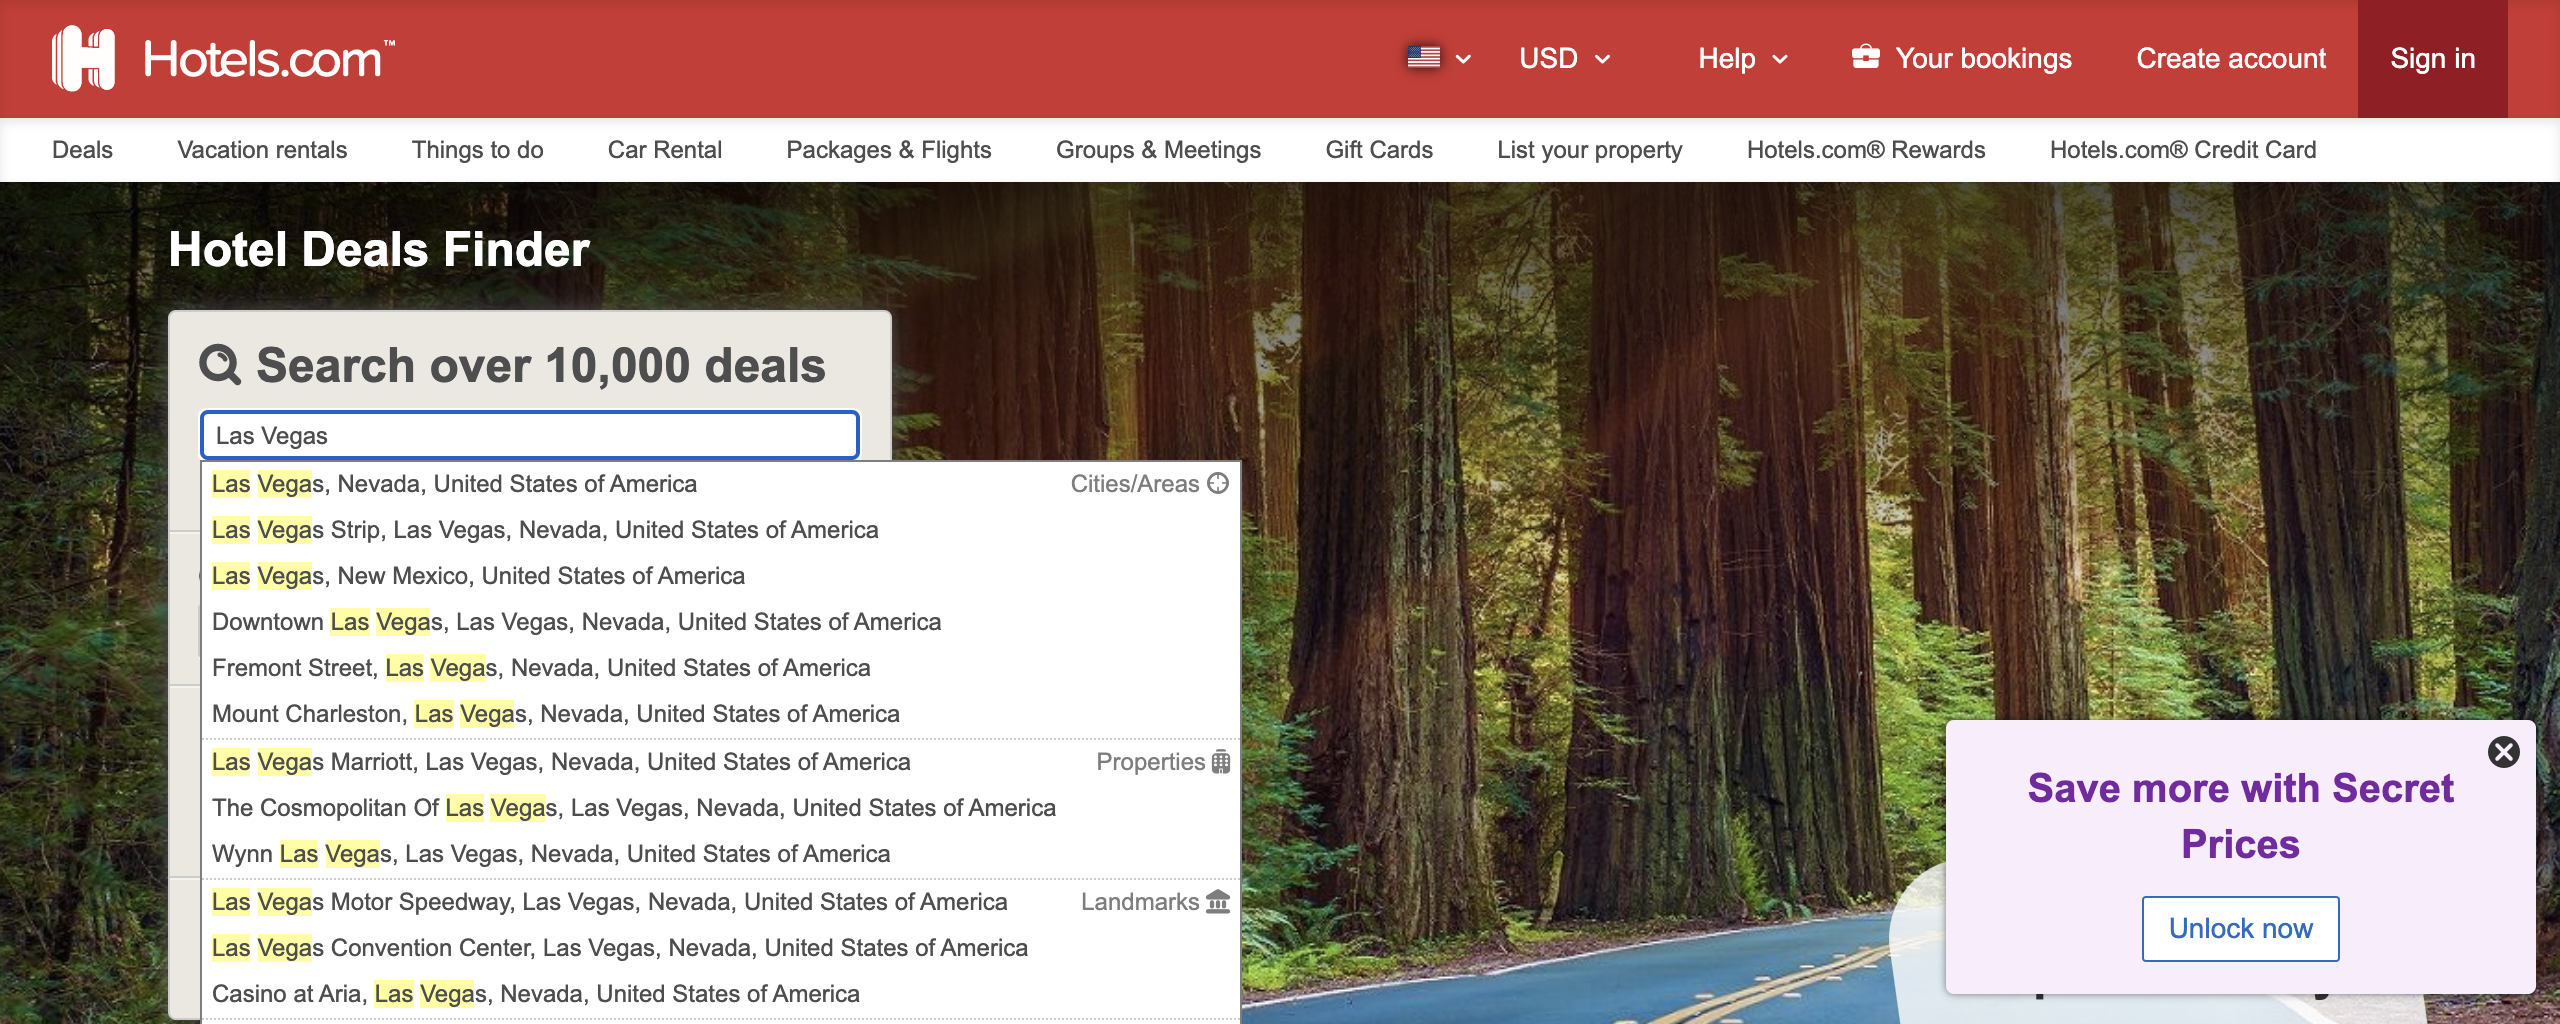 Hotels.com™
USD
Help
Your bookings
Create account
Sign in
Deals
Vacation rentals
Things to do
Car Rental
Packages & Flights
Groups & Meetings
Gift Cards
List your property
Hotels.com® Rewards
Hotels.com® Credit Card
Hotel Deals Finder
Search over 10,000 deals
Las Vegas
Las Vegas, Nevada, United States of America
Cities/Areas
Las Vegas Strip, Las Vegas, Nevada, United States of America
Las Vegas, New Mexico, United States of America
Downtown Las Vegas, Las Vegas, Nevada, United States of America
Fremont Street, Las Vegas, Nevada, United States of America
Mount Charleston, Las Vegas, Nevada, United States of America
Las Vegas Marriott, Las Vegas, Nevada, United States of America
Properties
The Cosmopolitan Of Las Vegas, Las Vegas, Nevada, United States of America
Wynn Las Vegas, Las Vegas, Nevada, United States of America
Las Vegas Motor Speedway, Las Vegas, Nevada, United States of America
Landmarks
Las Vegas Convention Center, Las Vegas, Nevada, United States of America
Casino at Aria, Las Vegas, Nevada, United States of America
Save more with Secret
Prices
Unlock now